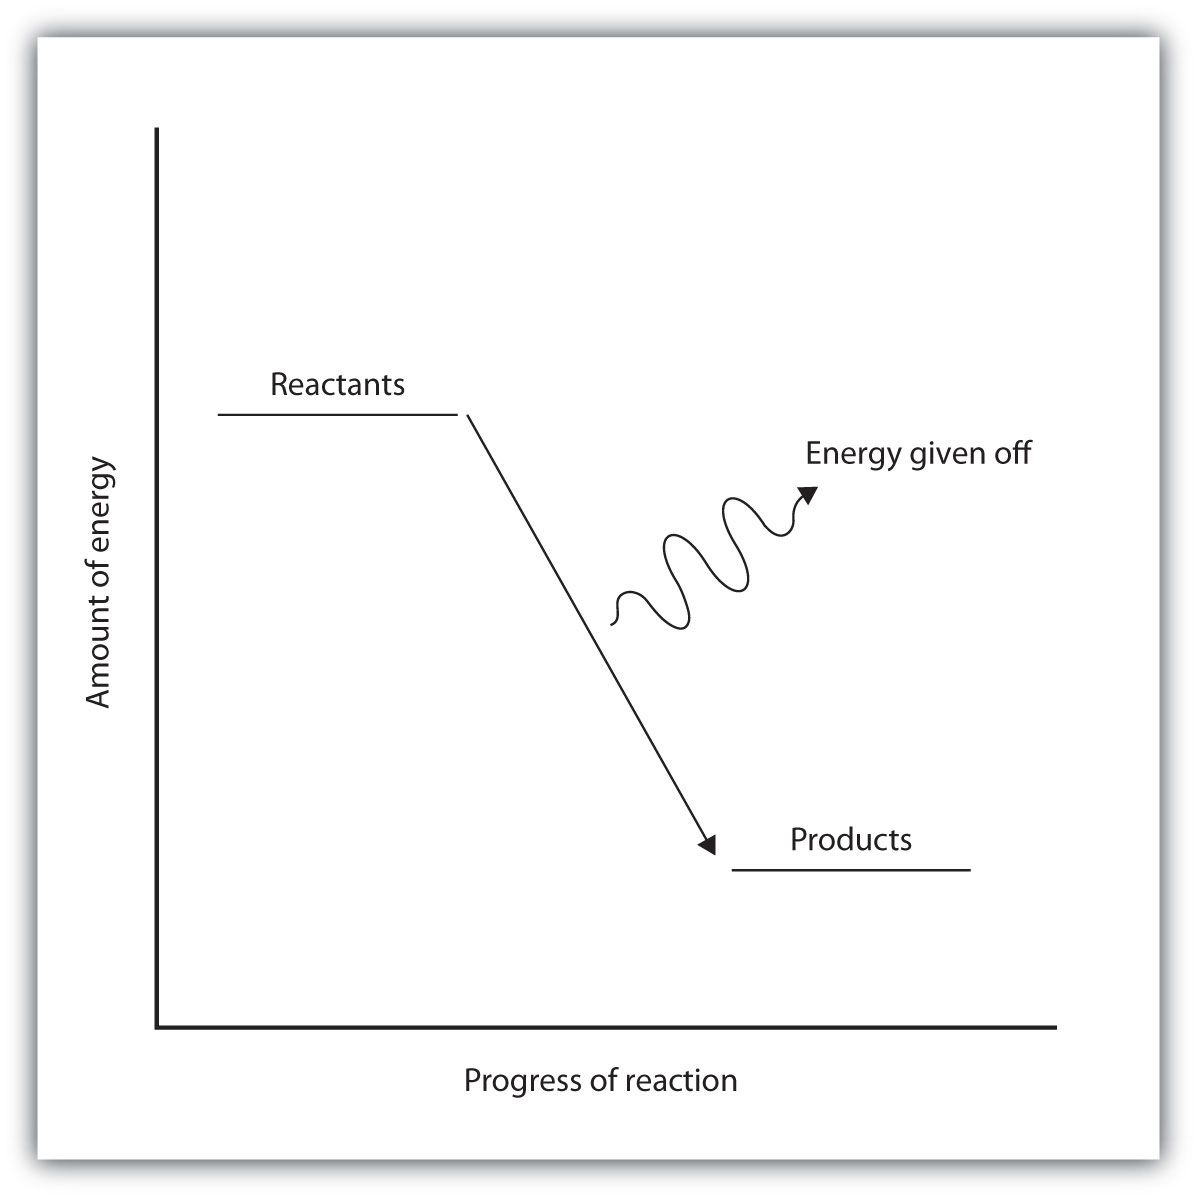 Reactants
Energy given off
Amount of energy
Products
Progress of reaction